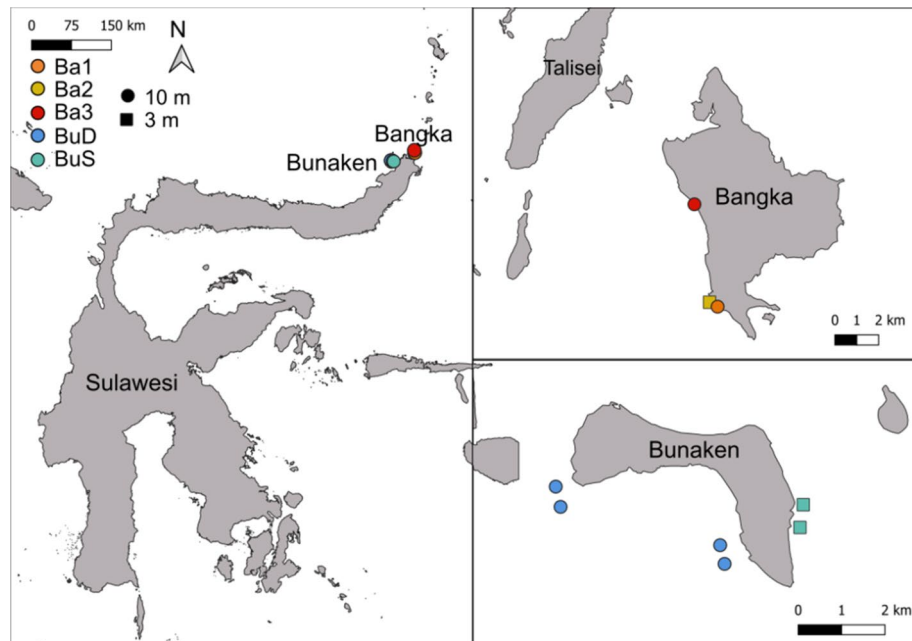 0 75 150 km
N
Ba1
Ba2
Ba3
BuD
BuS
10 m
3 m
Bangka
Bunaken
Sulawesi
Talisei
Bangka
0 1 2 km
Bunaken
0 1 2 km